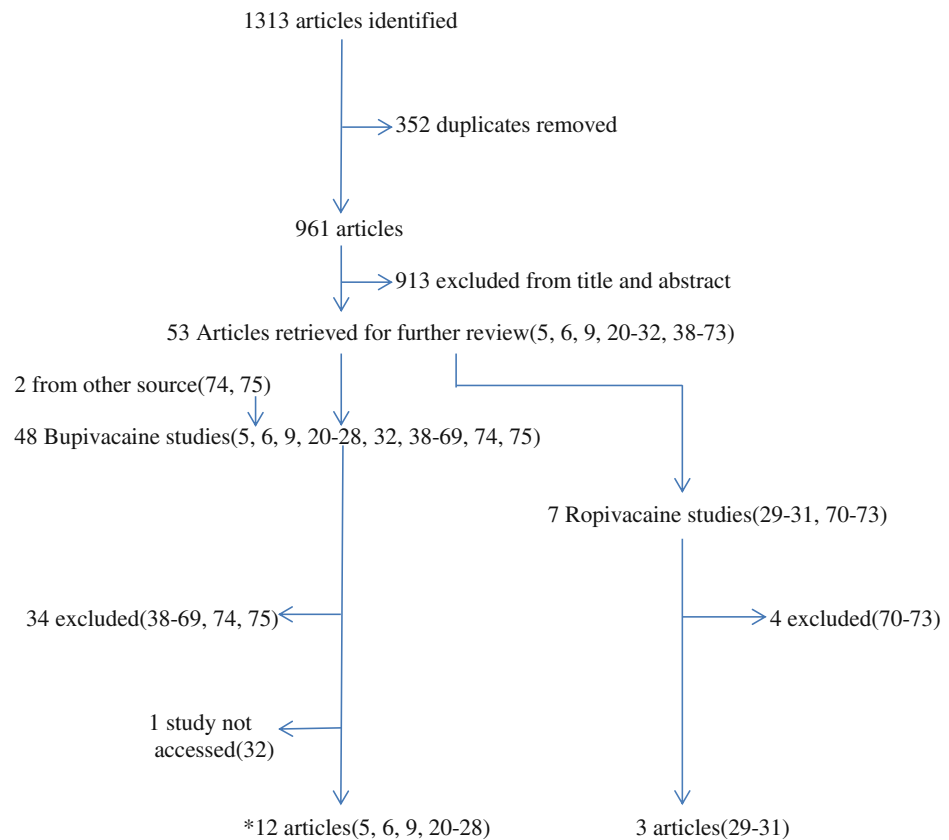 1313 articles identified
352 duplicates removed
961 articles
913 excluded from title and abstract
53 Articles retrieved for further review(5, 6, 9, 20-32, 38-73)
2 from other source(74, 75)
48 Bupivacaine studies(5, 6, 9, 20-28, 32, 38-69, 74, 75)
7 Ropivacaine studies(29-31, 70-73)
34 excluded(38-69, 74, 75)
4 excluded(70-73)
1 study not
accessed(32)
*12 articles(5, 6, 9, 20-28)
3 articles(29-31)